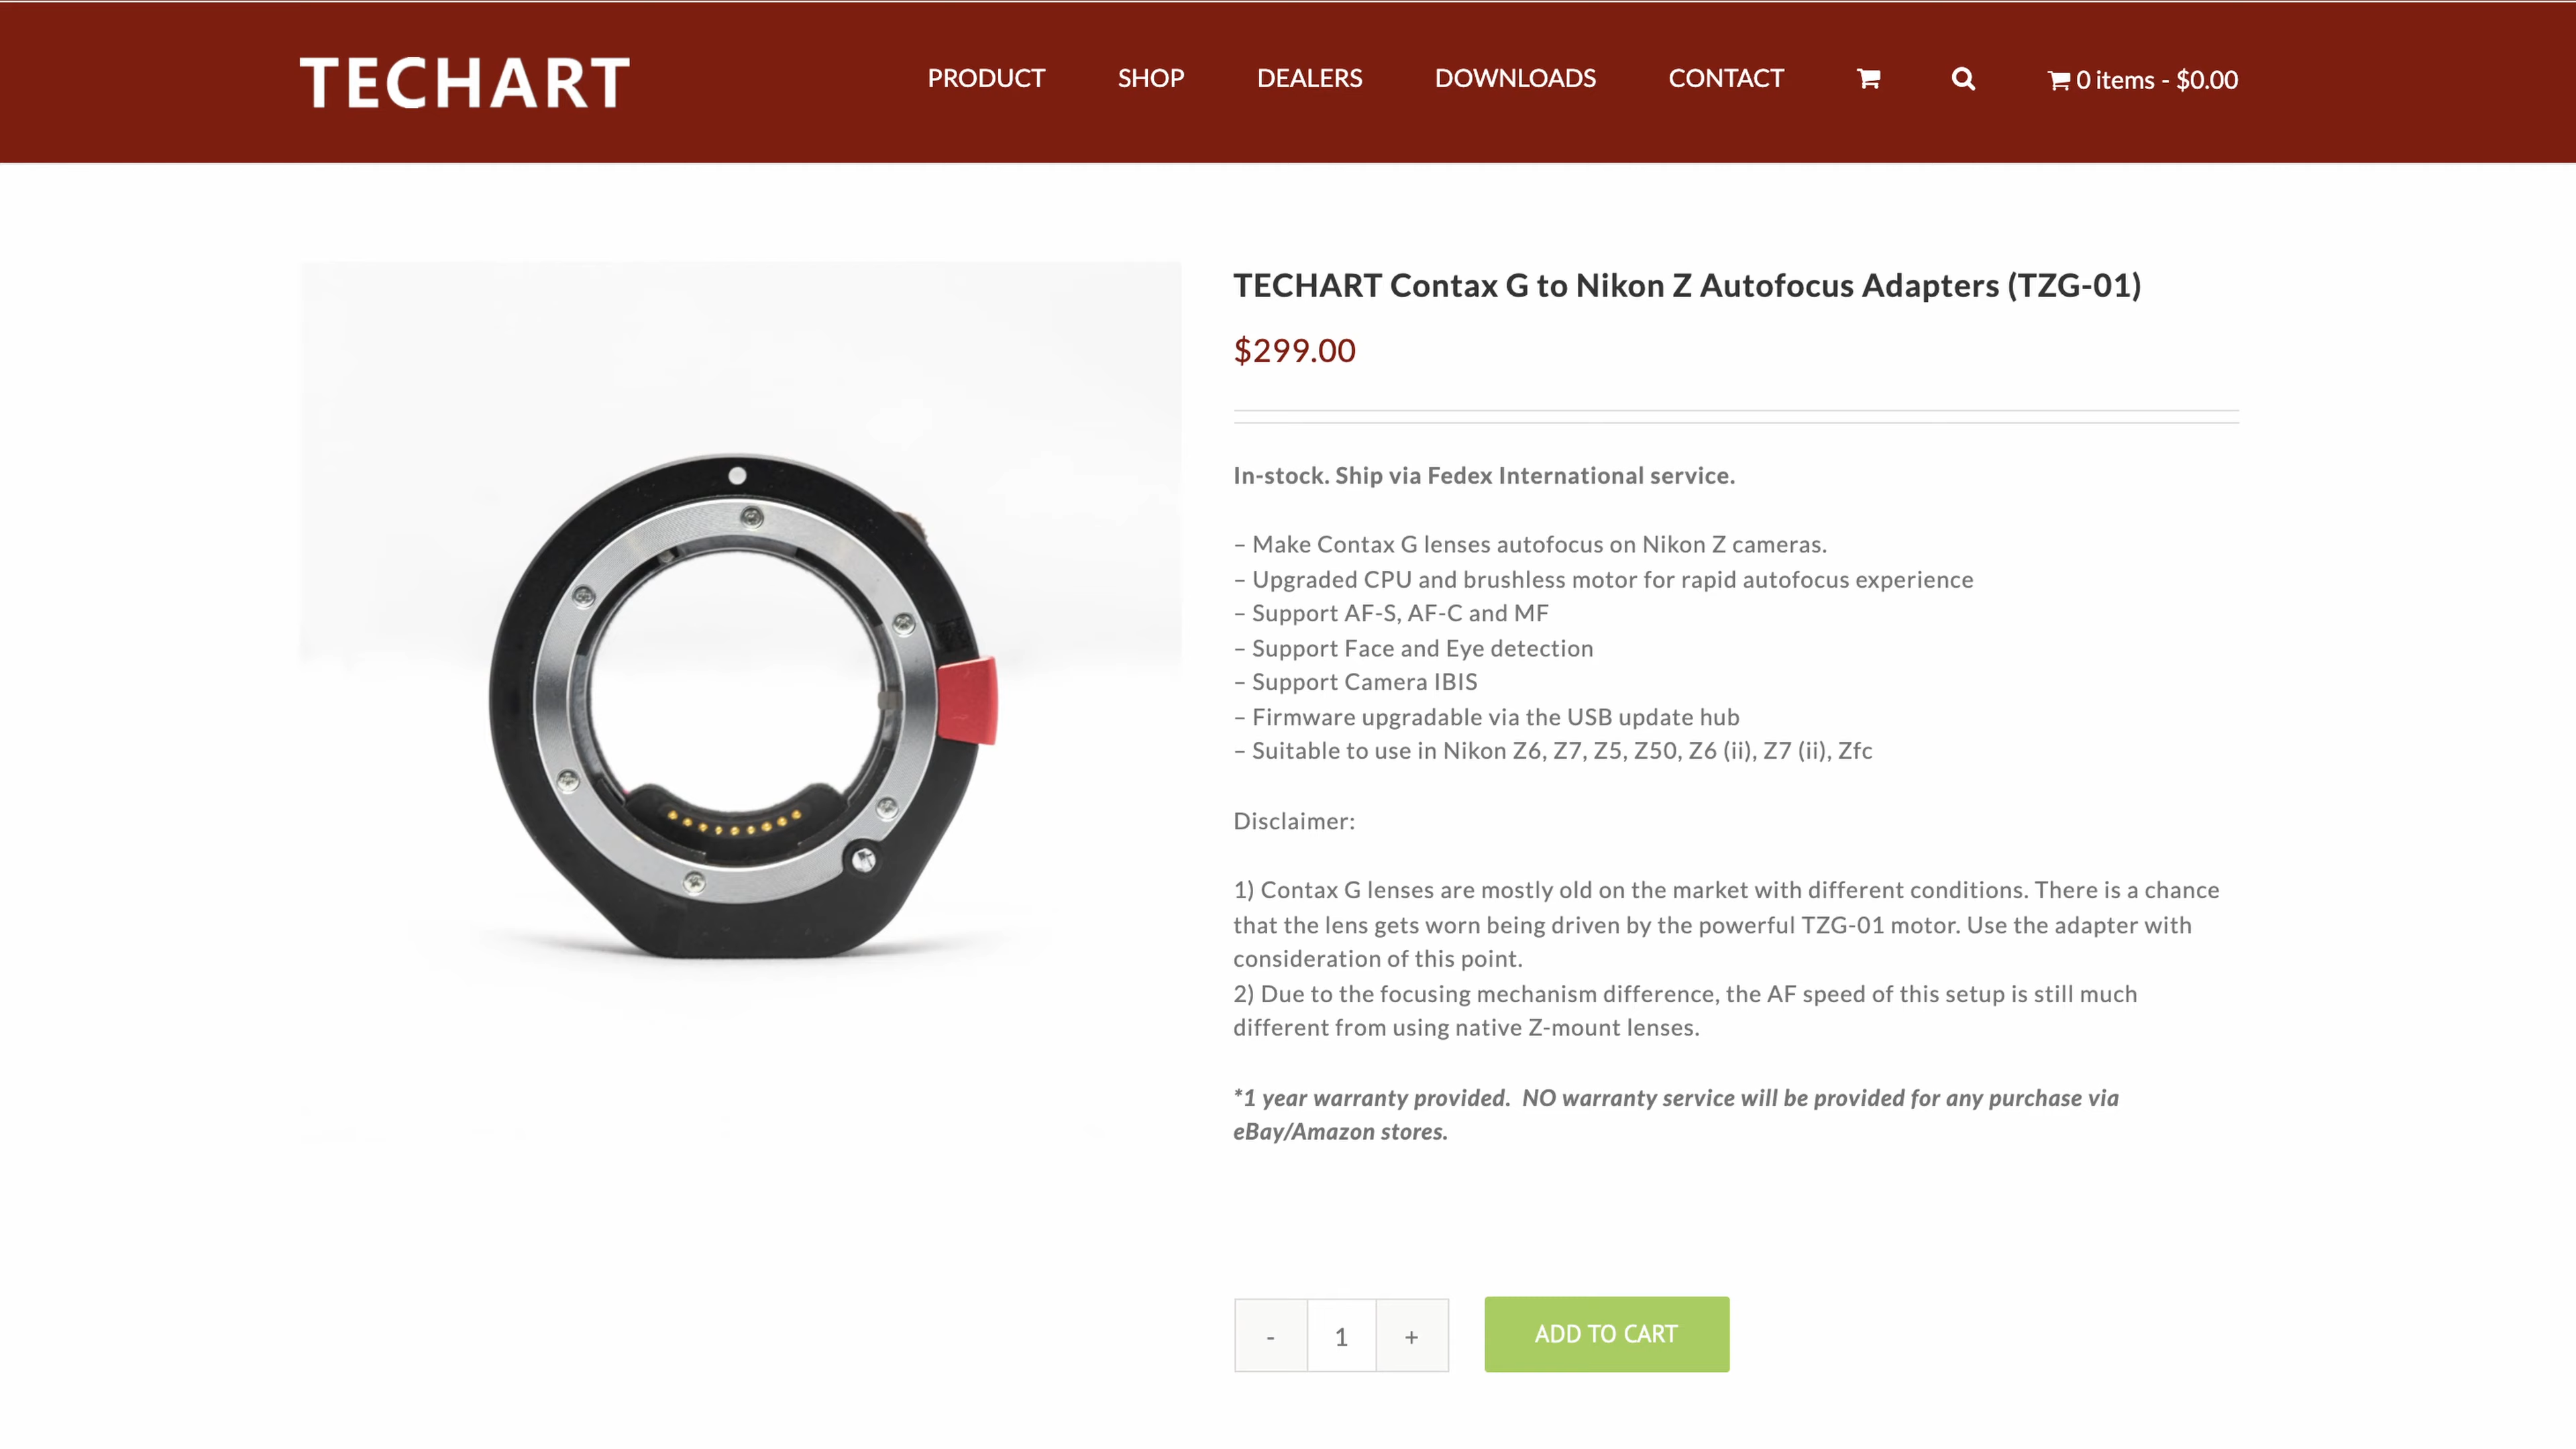 TECHART
PRODUCT SHOP DEALERS DOWNLOADS CONTACT 0 items - $0.00
TECHART Contax G to Nikon Z Autofocus Adapters (TZG-01)
$299.00
In-stock. Ship via Fedex International service.
– Make Contax G lenses autofocus on Nikon Z cameras.
– Upgraded CPU and brushless motor for rapid autofocus experience
– Support AF-S, AF-C and MF
– Support Face and Eye detection
– Support Camera IBIS
– Firmware upgradable via the USB update hub
– Suitable to use in Nikon Z6, Z7, Z5, Z50, Z6 (ii), Z7 (ii), Zfc
Disclaimer:
1) Contax G lenses are mostly old on the market with different conditions. There is a chance
that the lens gets worn being driven by the powerful TZG-01 motor. Use the adapter with
consideration of this point.
2) Due to the focusing mechanism difference, the AF speed of this setup is still much
different from using native Z-mount lenses.
*1 year warranty provided.  NO warranty service will be provided for any purchase via
eBay/Amazon stores.
- 1 + ADD TO CART